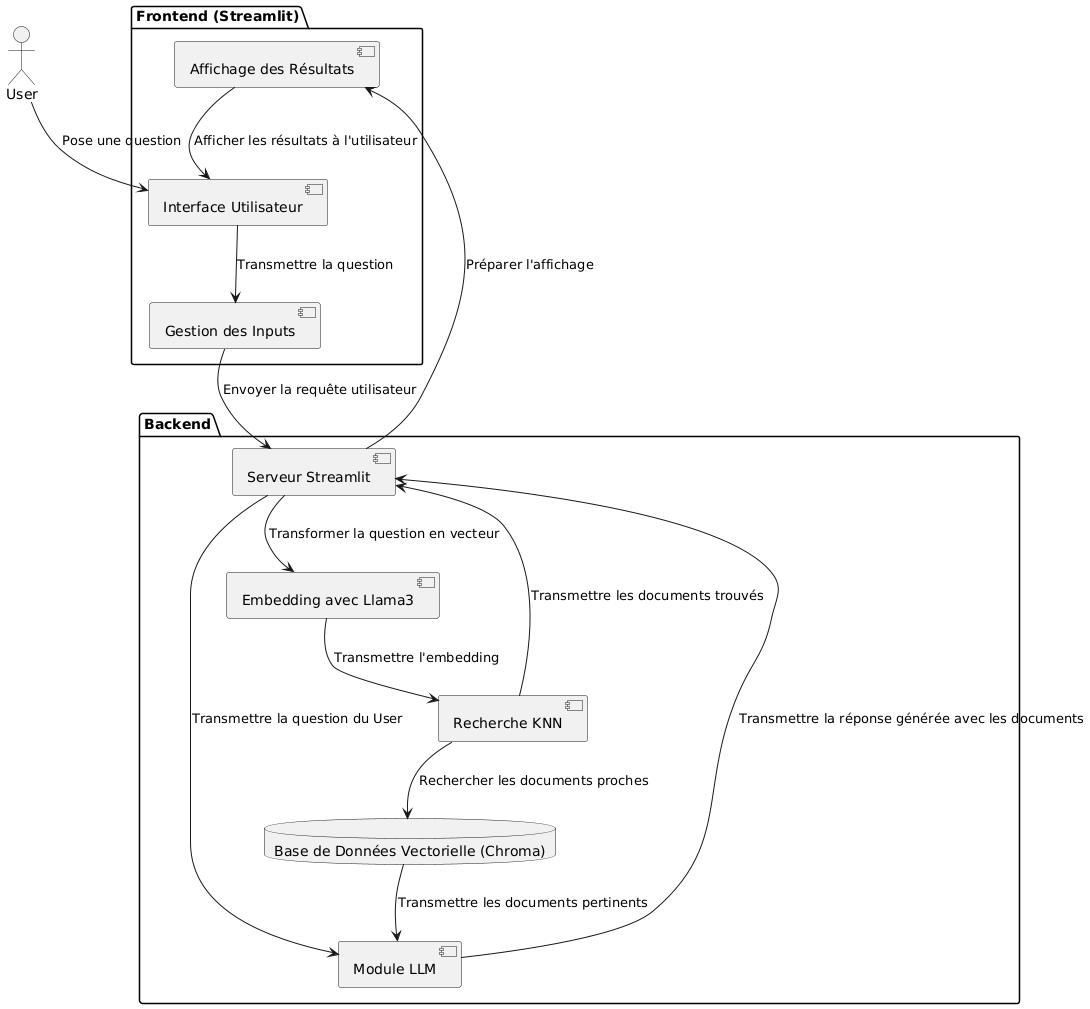 Frontend (Streamlit)
Affichage des Résultats
User
Pose une question
Afficher les résultats à l'utilisateur
Interface Utilisateur
Transmettre la question
Préparer l'affichage
Gestion des Inputs
Envoyer la requête utilisateur
Backend
Serveur Streamlit
Transformer la question en vecteur
Embedding avec Llama3
Transmettre les documents trouvés
Transmettre l'embedding
Recherche KNN
Transmettre la question du User
Transmettre la réponse générée avec les documents
Rechercher les documents proches
Base de Données Vectorielle (Chroma)
Transmettre les documents pertinents
Module LLM